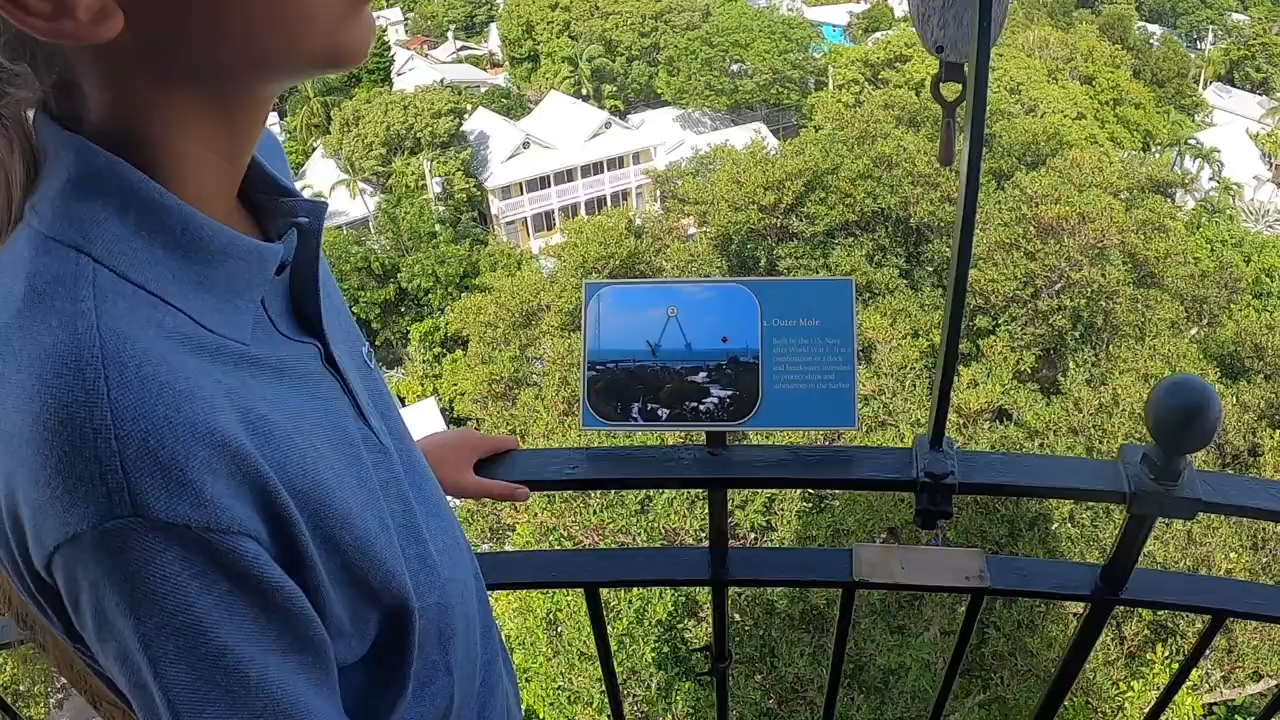 2
2. Outer Mole
Built by the U.S. Navy
after World War I. It is a
combination of a dock
and breakwater intended
to protect ships and
submarines in the harbor